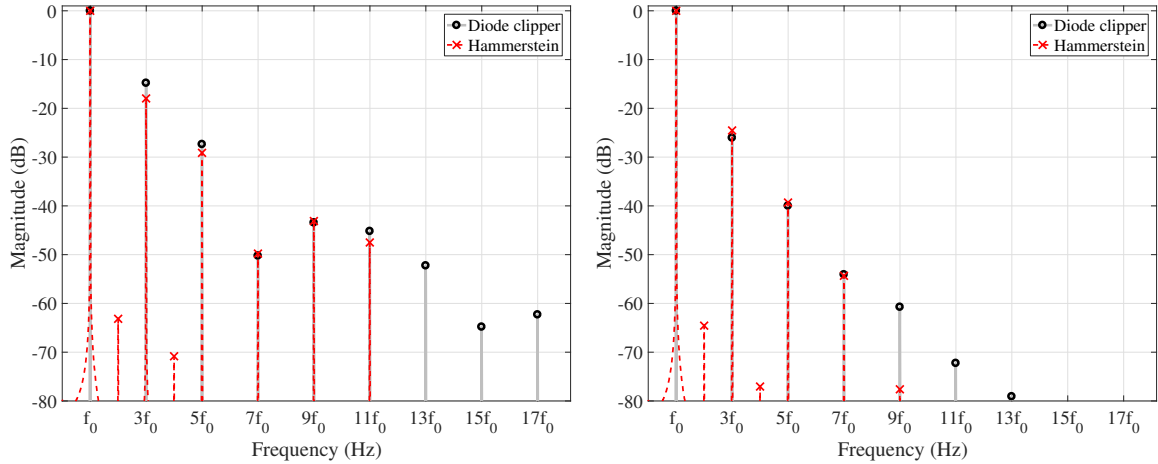 0
-10
-20
-30
-40
-50
-60
-70
-80
Magnitude (dB)
f₀ 3f₀ 5f₀ 7f₀ 9f₀ 11f₀ 13f₀ 15f₀ 17f₀
Frequency (Hz)
Diode clipper
Hammerstein
0
-10
-20
-30
-40
-50
-60
-70
-80
Magnitude (dB)
f₀ 3f₀ 5f₀ 7f₀ 9f₀ 11f₀ 13f₀ 15f₀ 17f₀
Frequency (Hz)
Diode clipper
Hammerstein